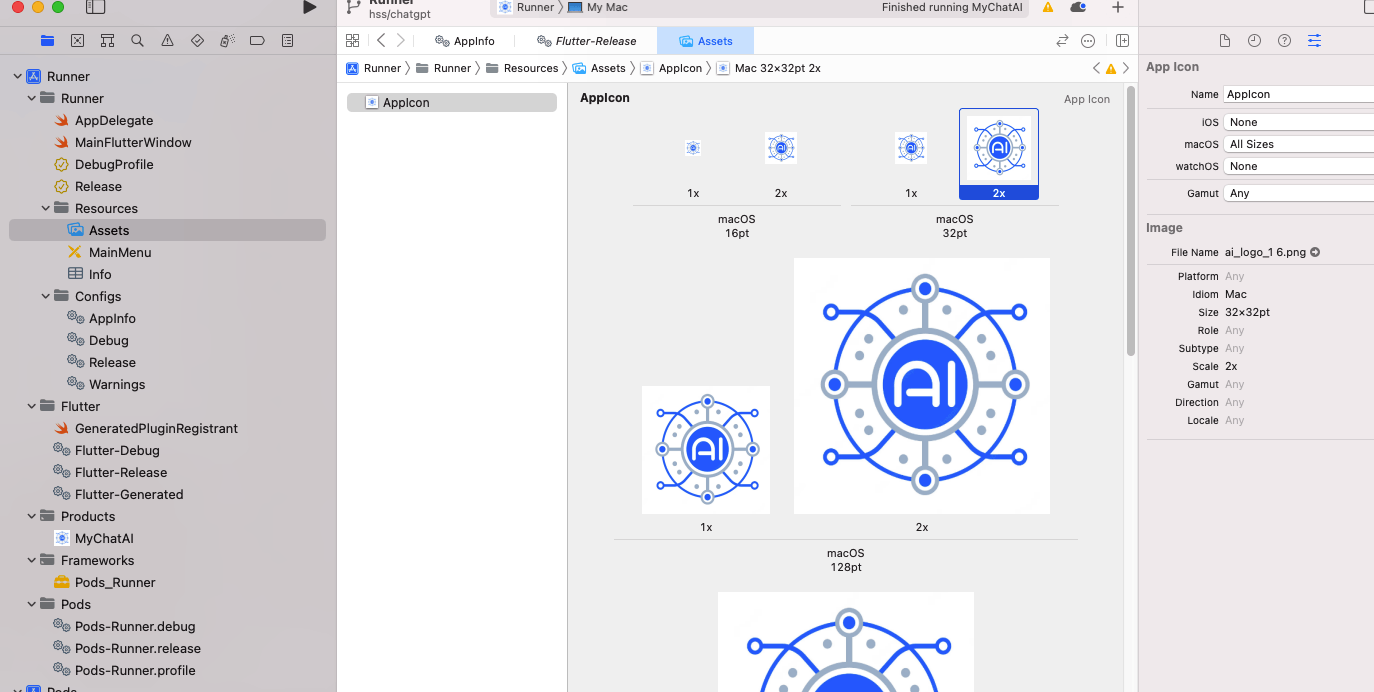 Runner
hss/chatgpt
Runner
My Mac
Finished running MyChatAI
AppInfo
Flutter-Release
Assets
Runner
Runner
Resources
Assets
AppIcon
Mac 32×32pt 2x
Runner
Runner
AppDelegate
MainFlutterWindow
DebugProfile
Release
Resources
Assets
MainMenu
Info
Configs
AppInfo
Debug
Release
Warnings
Flutter
GeneratedPluginRegistrant
Flutter-Debug
Flutter-Release
Flutter-Generated
Products
MyChatAI
Frameworks
Pods_Runner
Pods
Pods-Runner.debug
Pods-Runner.release
Pods-Runner.profile
Pods
AppIcon
AppIcon
App Icon
AI
AI
AI
1x
2x
1x
2x
macOS
16pt
macOS
32pt
AI
AI
1x
2x
macOS
128pt
App Icon
Name AppIcon
iOS None
macOS All Sizes
watchOS None
Gamut Any
Image
File Name ai_logo_1 6.png
Platform Any
Idiom Mac
Size 32×32pt
Role Any
Subtype Any
Scale 2x
Gamut Any
Direction Any
Locale Any